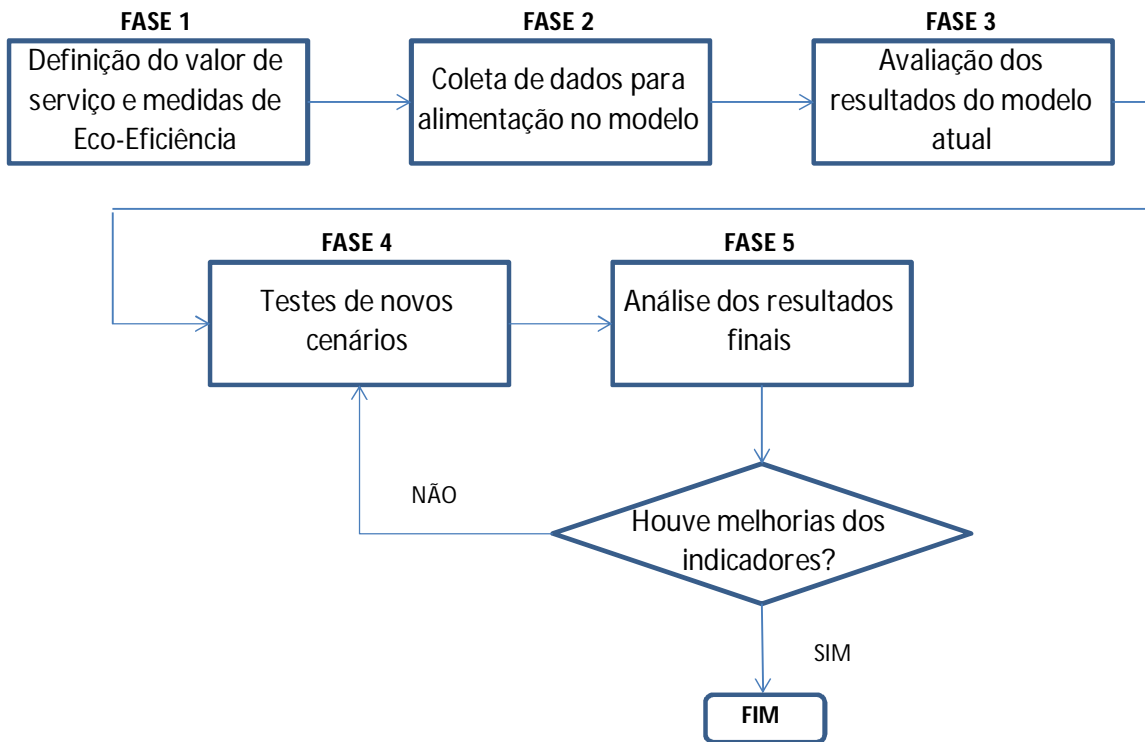 FASE 1
Definição do valor de
serviço e medidas de
Eco-Eficiência
FASE 2
Coleta de dados para
alimentação no modelo
FASE 3
Avaliação dos
resultados do modelo
atual
FASE 4
Testes de novos
cenários
FASE 5
Análise dos resultados
finais
Houve melhorias dos
indicadores?
NÃO
SIM
FIM